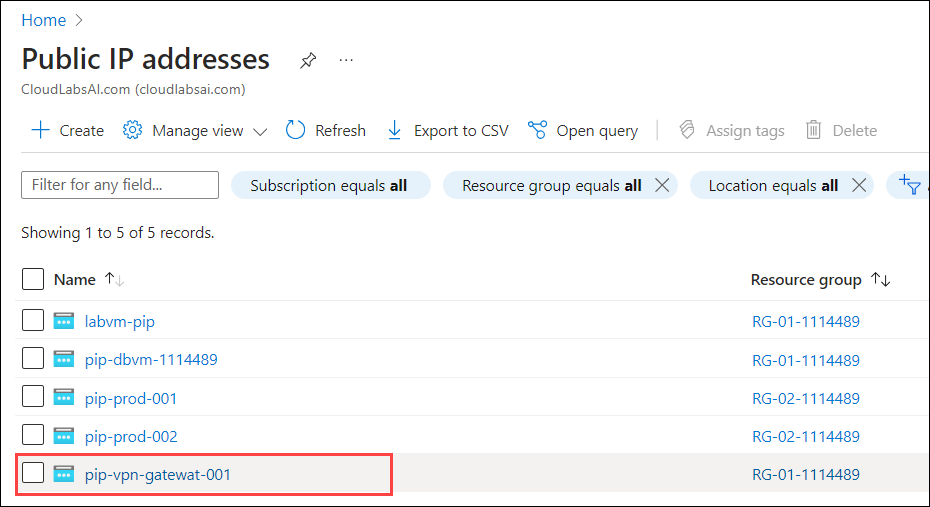 Home
Public IP addresses
CloudLabsAI.com (cloudlabsai.com)
Create Manage view Refresh Export to CSV Open query Assign tags Delete
Filter for any field... Subscription equals all Resource group equals all Location equals all
Showing 1 to 5 of 5 records.
Name Resource group
labvm-pip RG-01-1114489
pip-dbvm-1114489 RG-01-1114489
pip-prod-001 RG-02-1114489
pip-prod-002 RG-02-1114489
pip-vpn-gatewat-001 RG-01-1114489